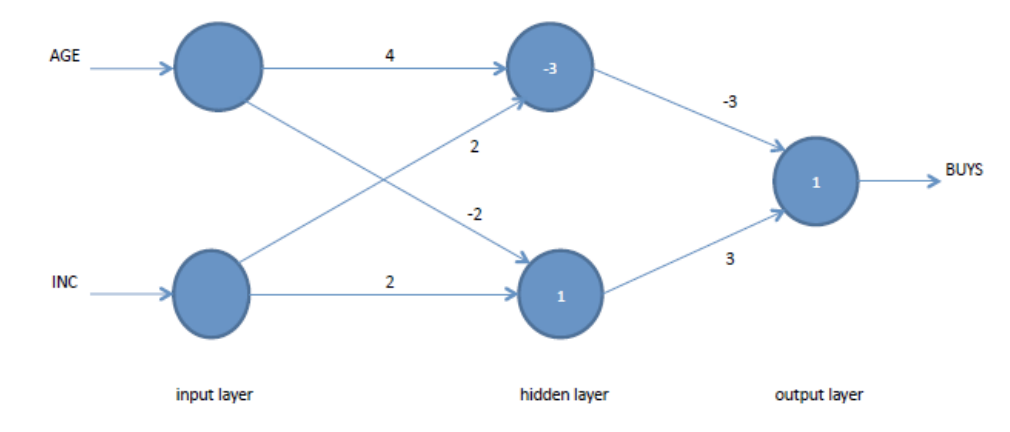 AGE
4
-3
-3
2
1
BUYS
-2
INC
2
1
3
input layer
hidden layer
output layer